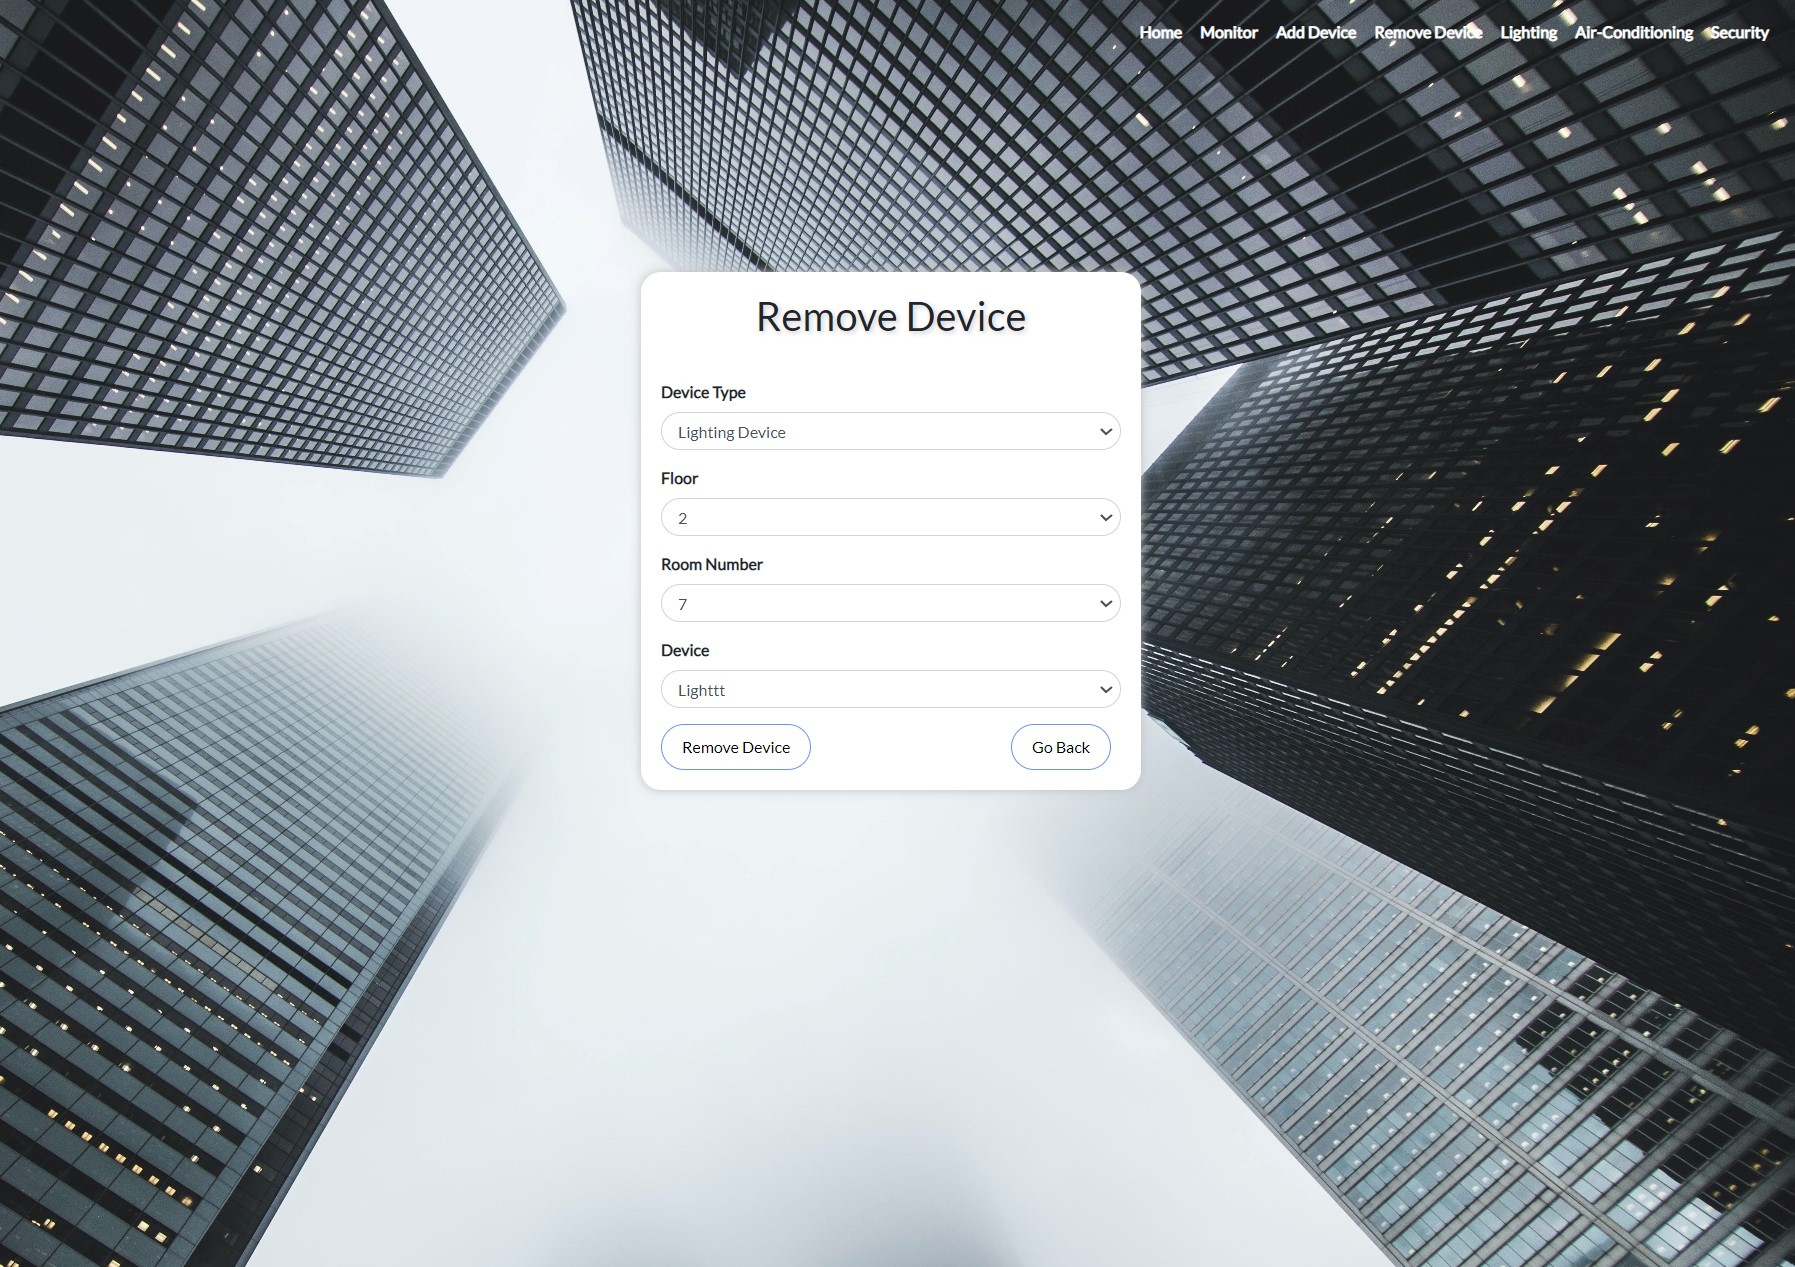 Home Monitor Add Device Remove Device Lighting Air-Conditioning Security
Remove Device
Device Type
Lighting Device
Floor
2
Room Number
7
Device
Lighttt
Remove Device Go Back